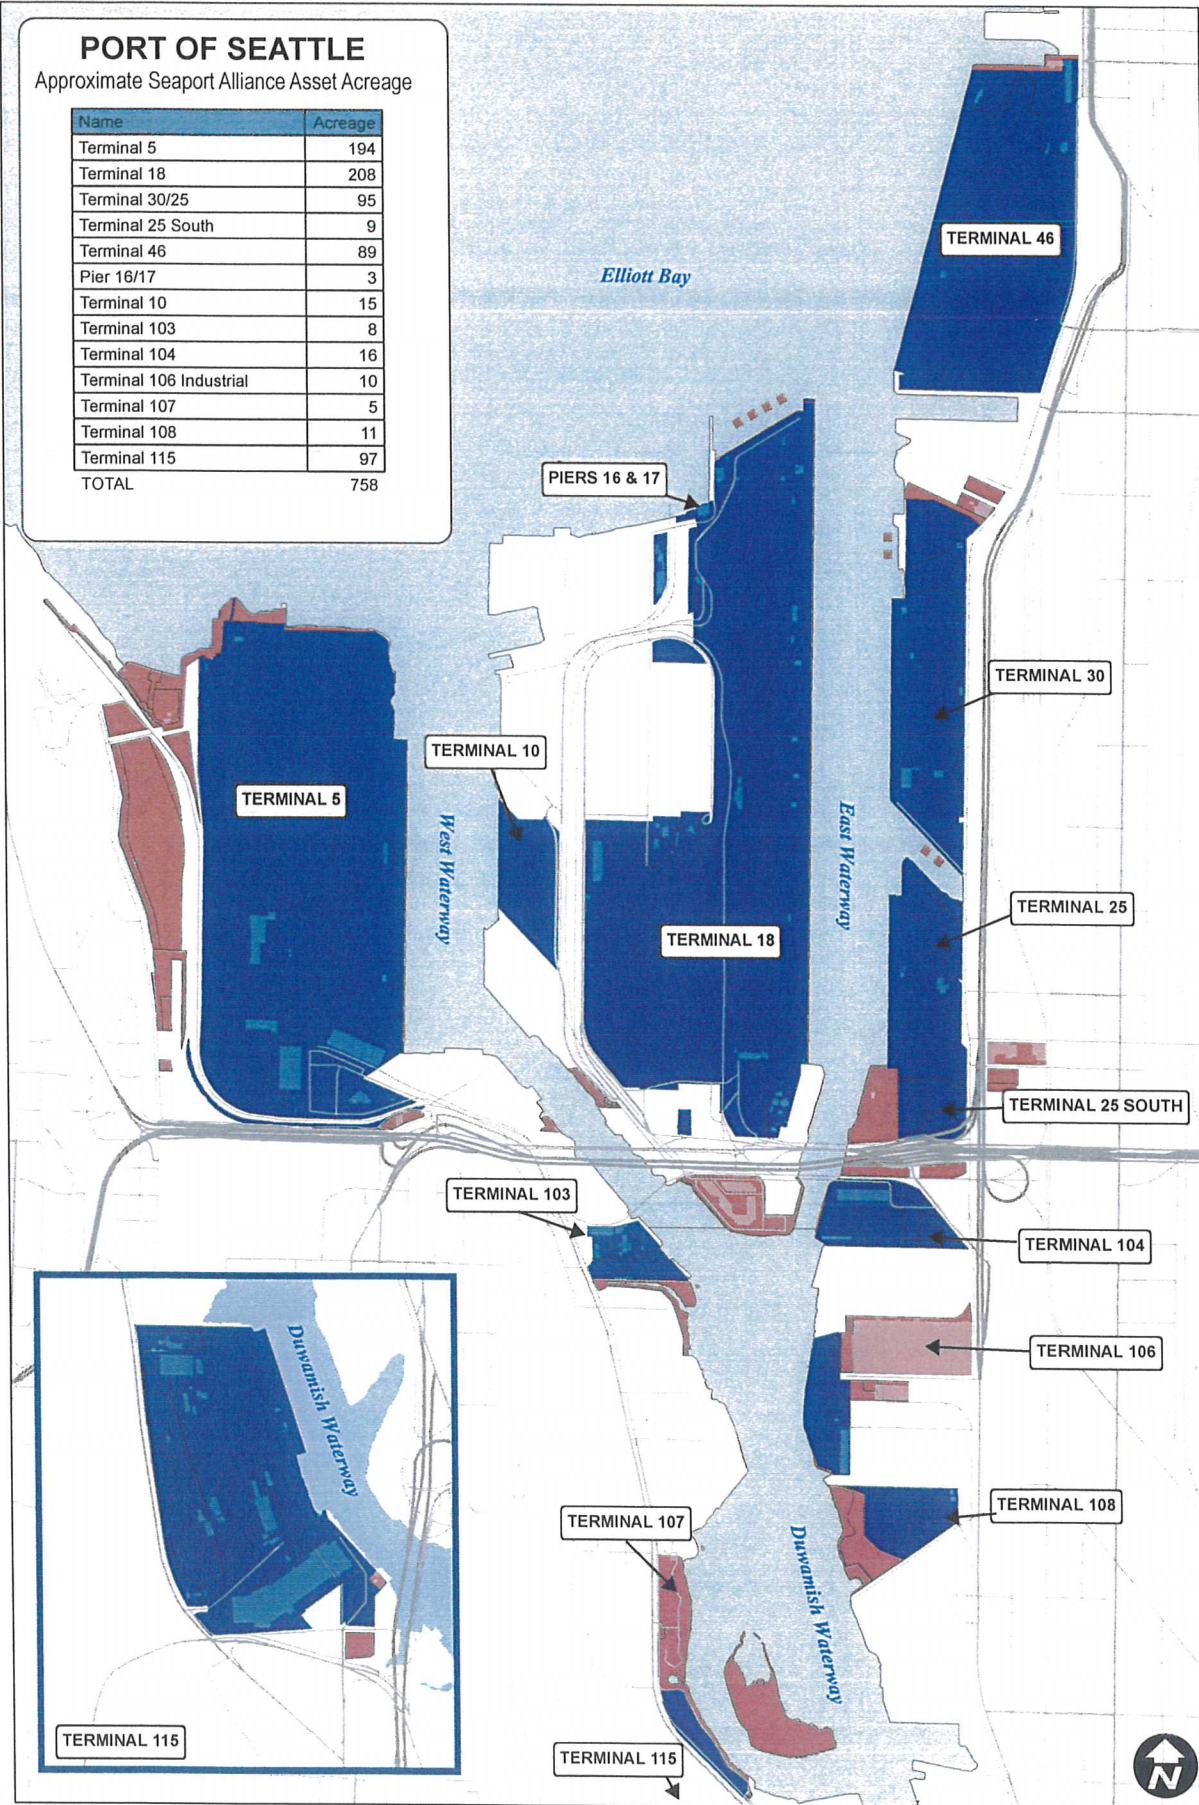 PORT OF SEATTLE
Approximate Seaport Alliance Asset Acreage
Name Acreage
Terminal 5 194
Terminal 18 208
Terminal 30/25 95
Terminal 25 South 9
Terminal 46 89
Pier 16/17 3
Terminal 10 15
Terminal 103 8
Terminal 104 16
Terminal 106 Industrial 10
Terminal 107 5
Terminal 108 11
Terminal 115 97
TOTAL 758
TERMINAL 46
Elliott Bay
PIERS 16 & 17
TERMINAL 30
TERMINAL 10
TERMINAL 5
West Waterway
East Waterway
TERMINAL 25
TERMINAL 18
TERMINAL 25 SOUTH
TERMINAL 103
TERMINAL 104
Duwamish Waterway
TERMINAL 106
TERMINAL 108
TERMINAL 107
Duwamish Waterway
TERMINAL 115
TERMINAL 115
N